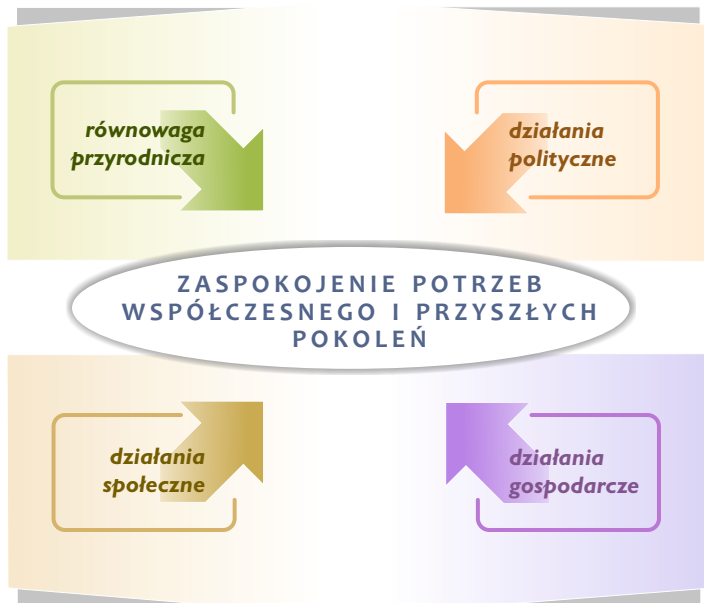 równowaga
przyrodnicza
działania
polityczne
ZASPOKOJENIE POTRZEB
WSPÓŁCZESNEGO I PRZYSZŁYCH
POKOLEŃ
działania
społeczne
działania
gospodarcze